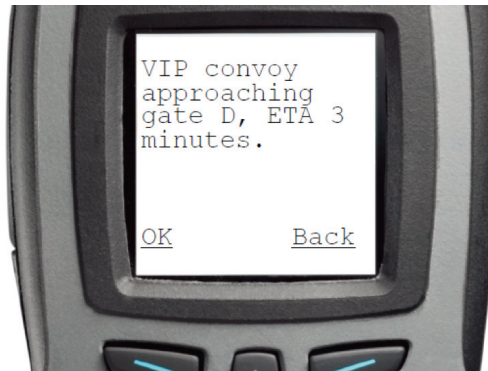 VIP convoy
approaching
gate D, ETA 3
minutes.
OK Back